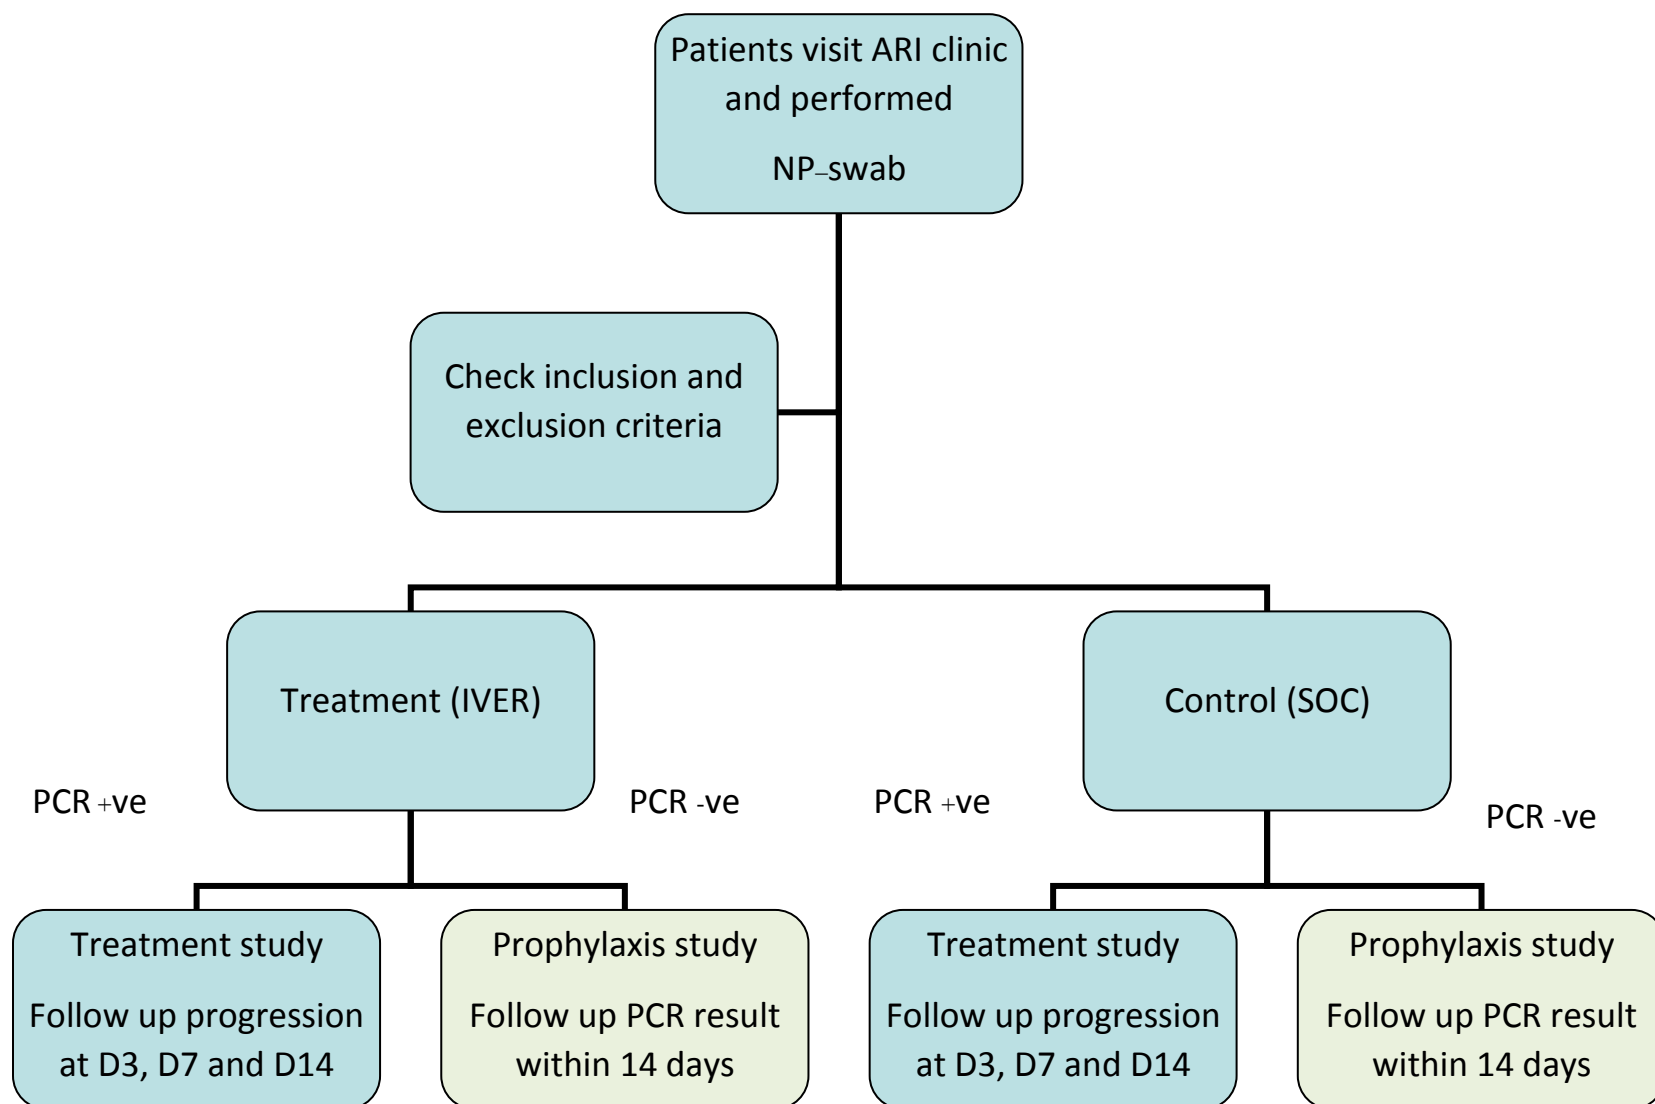 Patients visit ARI clinic
and performed
NP–swab
Check inclusion and
exclusion criteria
Treatment (IVER)
Control (SOC)
PCR +ve
PCR -ve
PCR +ve
PCR -ve
Treatment study
Follow up progression
at D3, D7 and D14
Prophylaxis study
Follow up PCR result
within 14 days
Treatment study
Follow up progression
at D3, D7 and D14
Prophylaxis study
Follow up PCR result
within 14 days